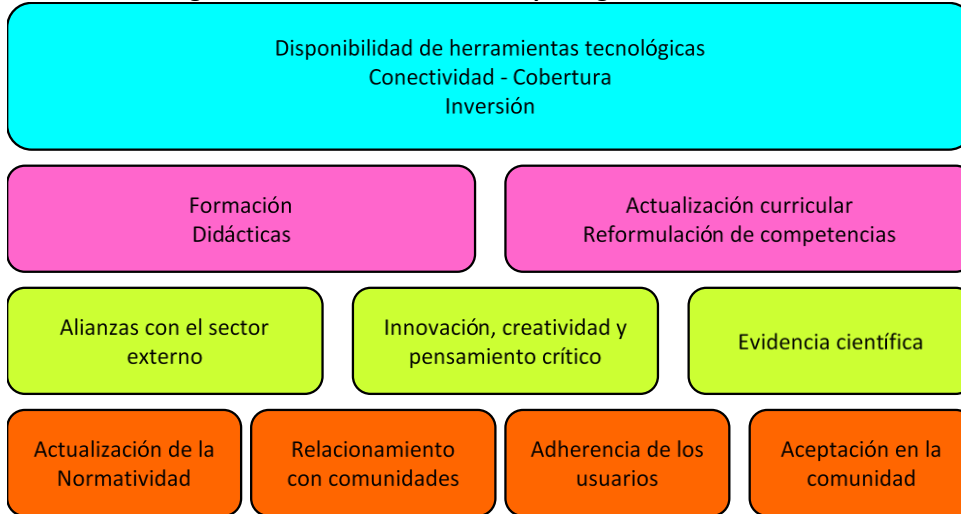 Disponibilidad de herramientas tecnológicas
Conectividad - Cobertura
Inversión
Formación
Didácticas
Actualización curricular
Reformulación de competencias
Alianzas con el sector
externo
Innovación, creatividad y
pensamiento crítico
Evidencia científica
Actualización de la
Normatividad
Relacionamiento
con comunidades
Adherencia de los
usuarios
Aceptación en la
comunidad